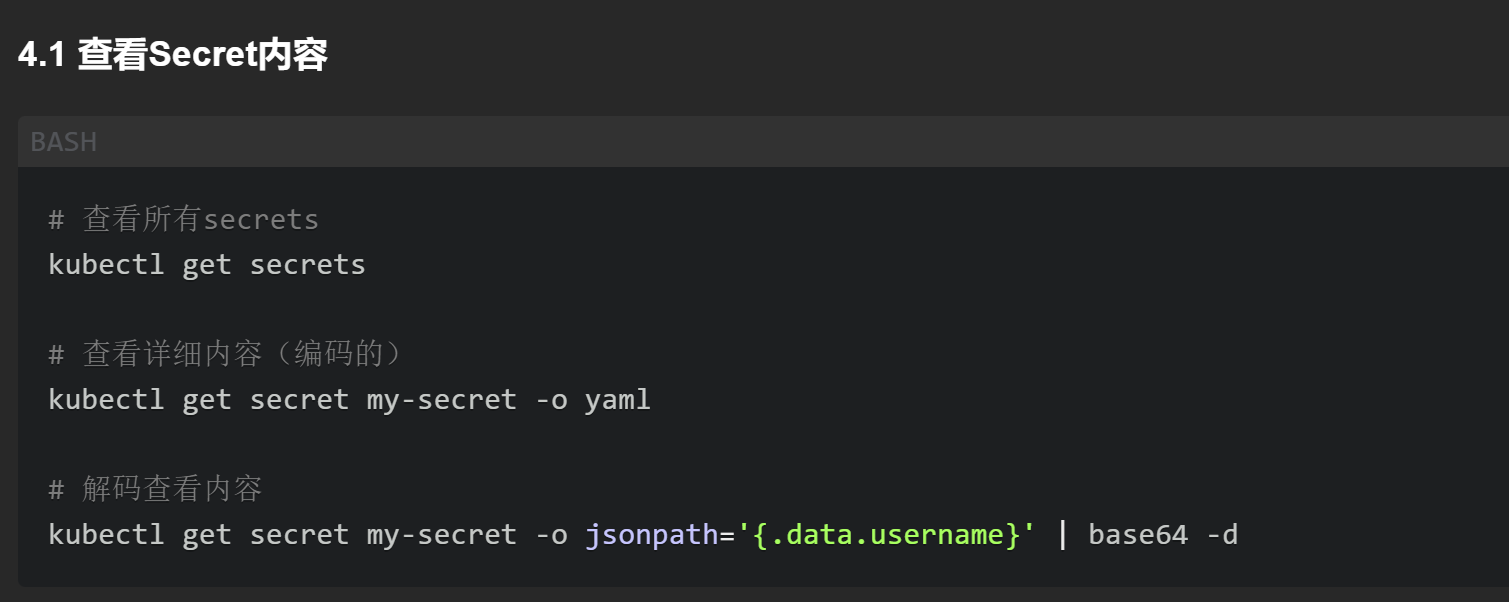 4.1 查看Secret内容
BASH
# 查看所有secrets
kubectl get secrets
# 查看详细内容（编码的）
kubectl get secret my-secret -o yaml
# 解码查看内容
kubectl get secret my-secret -o jsonpath='{.data.username}' | base64 -d